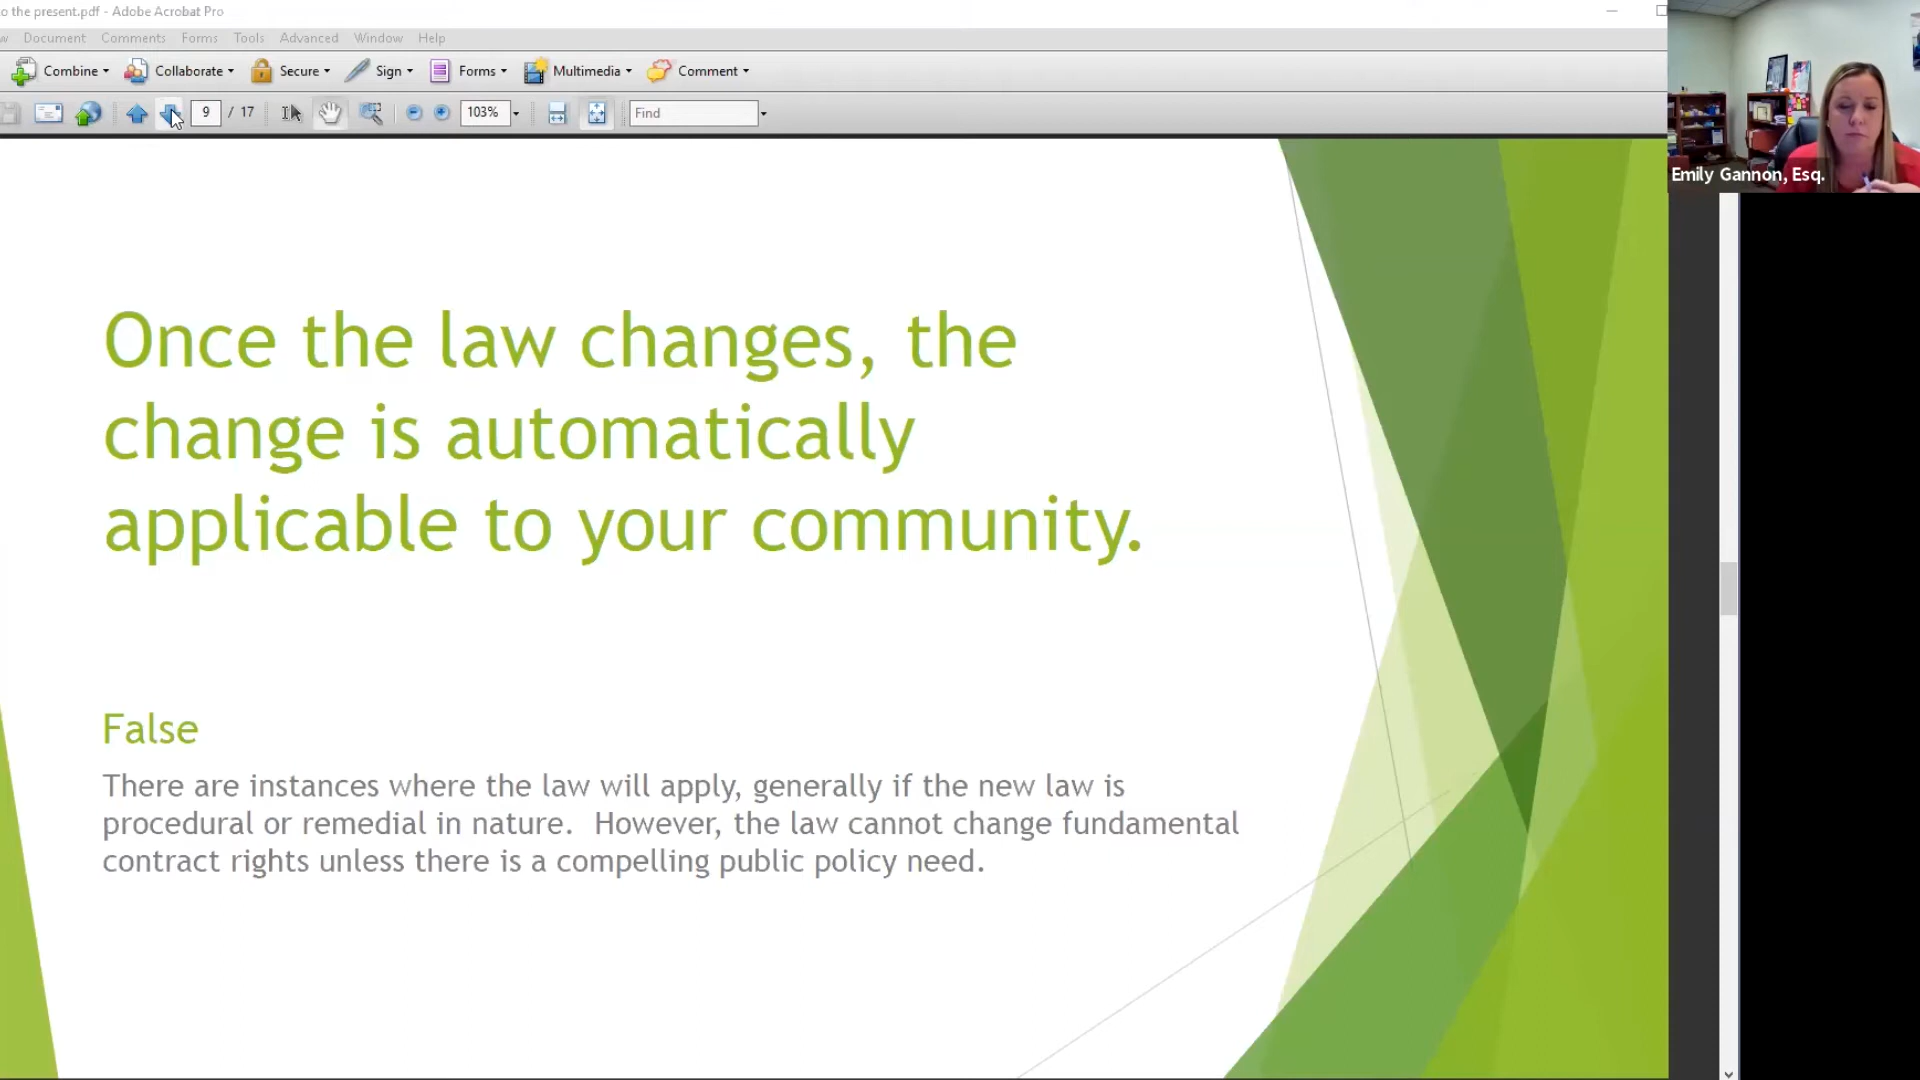 o the present.pdf - Adobe Acrobat Pro
w Document Comments Forms Tools Advanced Window Help
Combine Collaborate Secure Sign Forms Multimedia Comment
9 / 17 103% Find
Emily Gannon, Esq.
Once the law changes, the
change is automatically
applicable to your community.
False
There are instances where the law will apply, generally if the new law is
procedural or remedial in nature.  However, the law cannot change fundamental
contract rights unless there is a compelling public policy need.